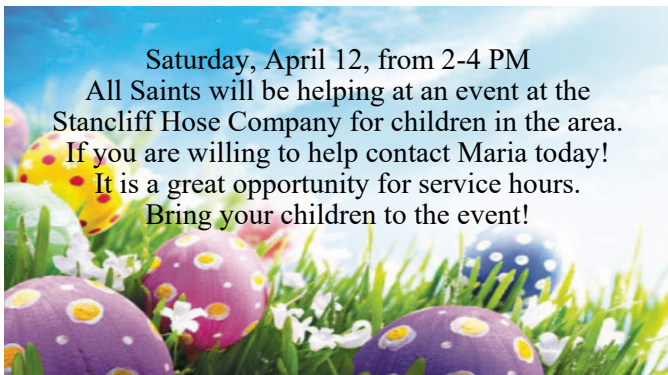 Saturday, April 12, from 2-4 PM
All Saints will be helping at an event at the
Stancliff Hose Company for children in the area.
If you are willing to help contact Maria today!
It is a great opportunity for service hours.
Bring your children to the event!